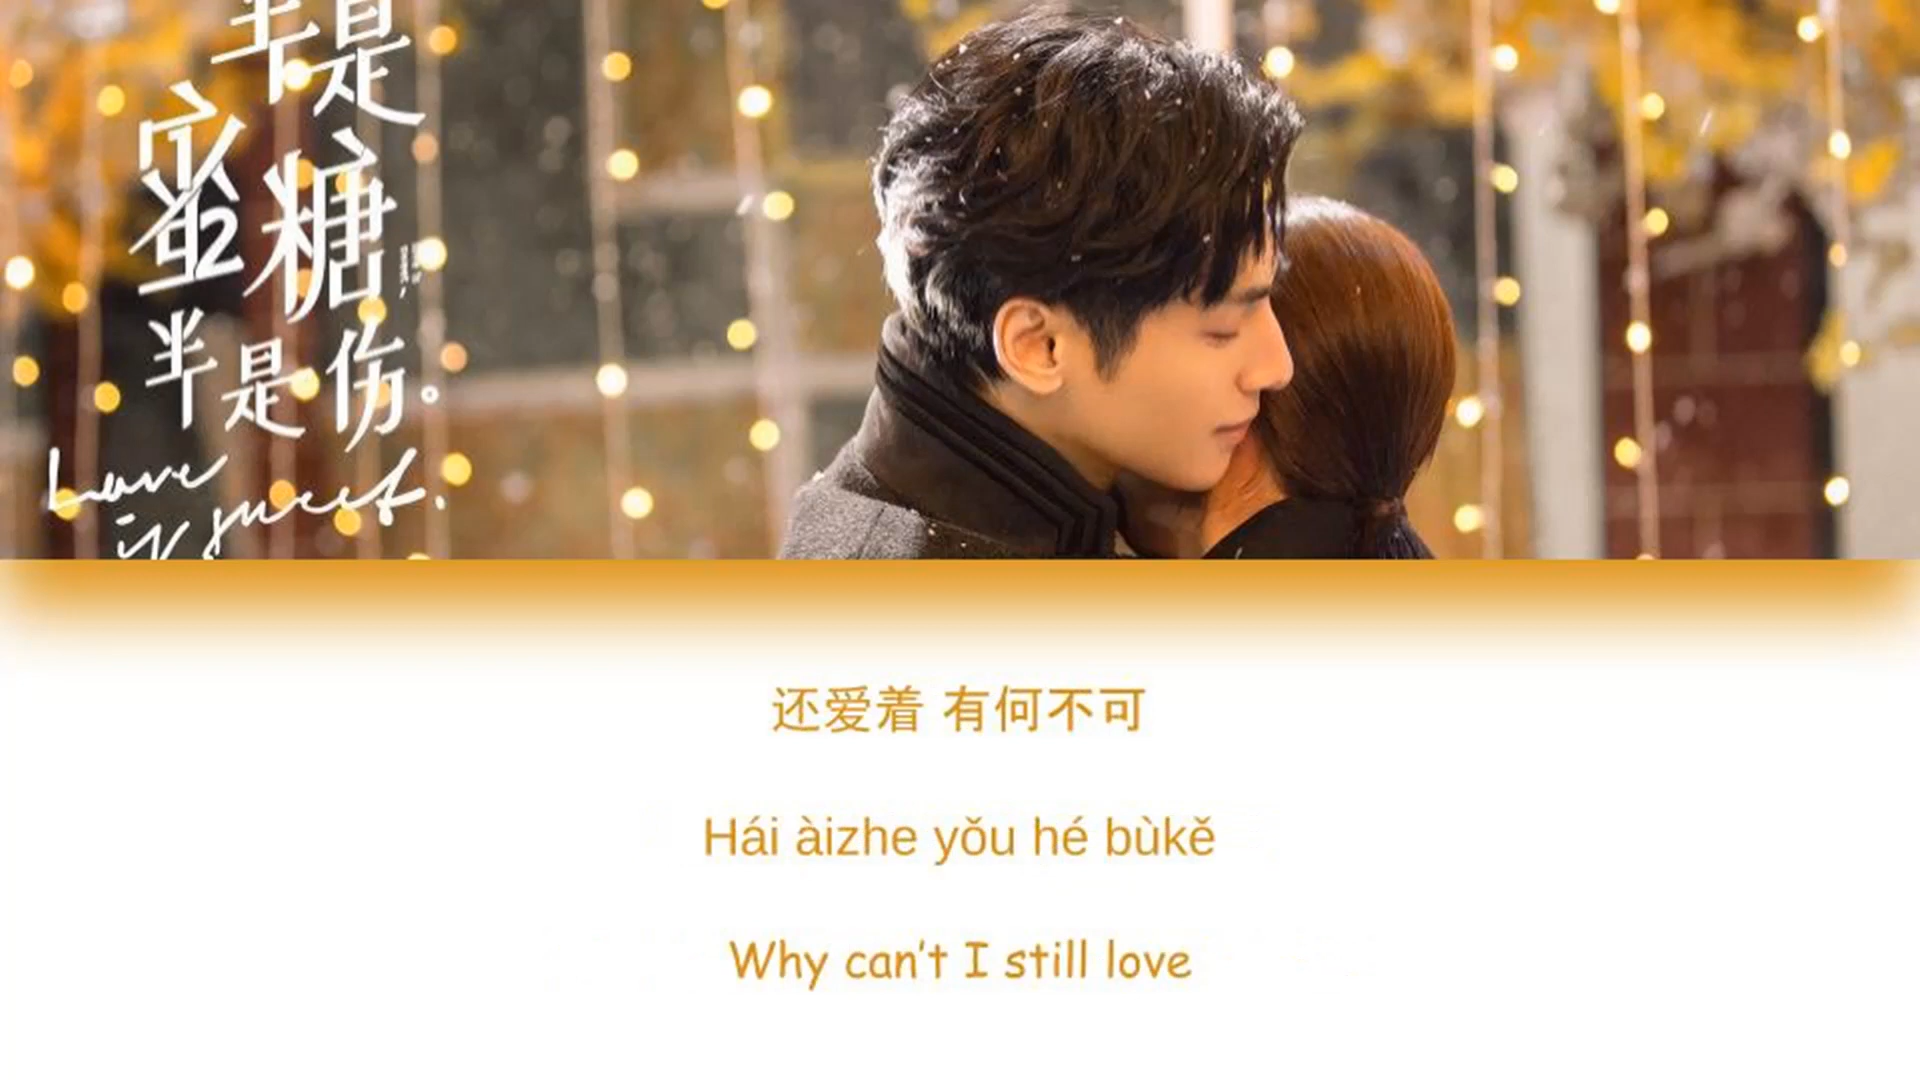 半是
蜜糖
半是伤。
Love
is sweet.
还爱着 有何不可
Hái àizhe yǒu hé bùkě
Why can't I still love